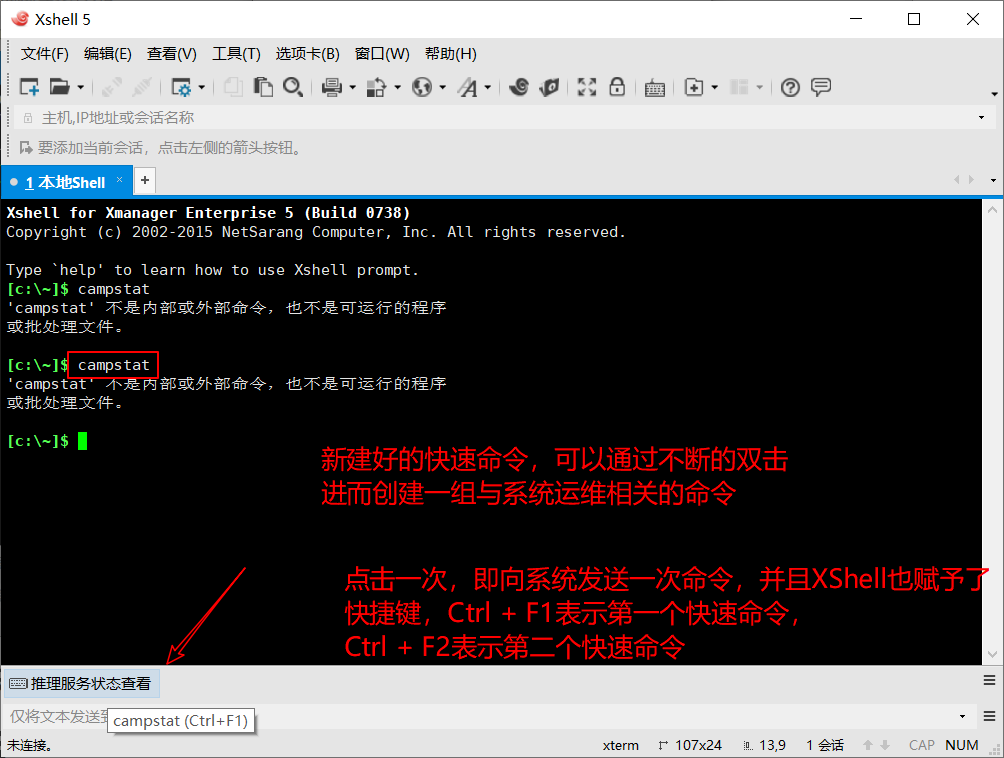 Xshell 5
文件(F) 编辑(E) 查看(V) 工具(T) 选项卡(B) 窗口(W) 帮助(H)
主机,IP地址或会话名称
要添加当前会话，点击左侧的箭头按钮。
1 本地Shell × +
Xshell for Xmanager Enterprise 5 (Build 0738)
Copyright (c) 2002-2015 NetSarang Computer, Inc. All rights reserved.
Type `help' to learn how to use Xshell prompt.
[c:\~]$ campstat
'campstat' 不是内部或外部命令，也不是可运行的程序
或批处理文件。
[c:\~]$ campstat
'campstat' 不是内部或外部命令，也不是可运行的程序
或批处理文件。
[c:\~]$
新建好的快速命令，可以通过不断的双击
进而创建一组与系统运维相关的命令
点击一次，即向系统发送一次命令，并且XShell也赋予了
快捷键，Ctrl + F1表示第一个快速命令，
Ctrl + F2表示第二个快速命令
推理服务状态查看
仅将文本发送到
campstat (Ctrl+F1)
未连接。 xterm 107x24 13,9 1 会话 CAP NUM